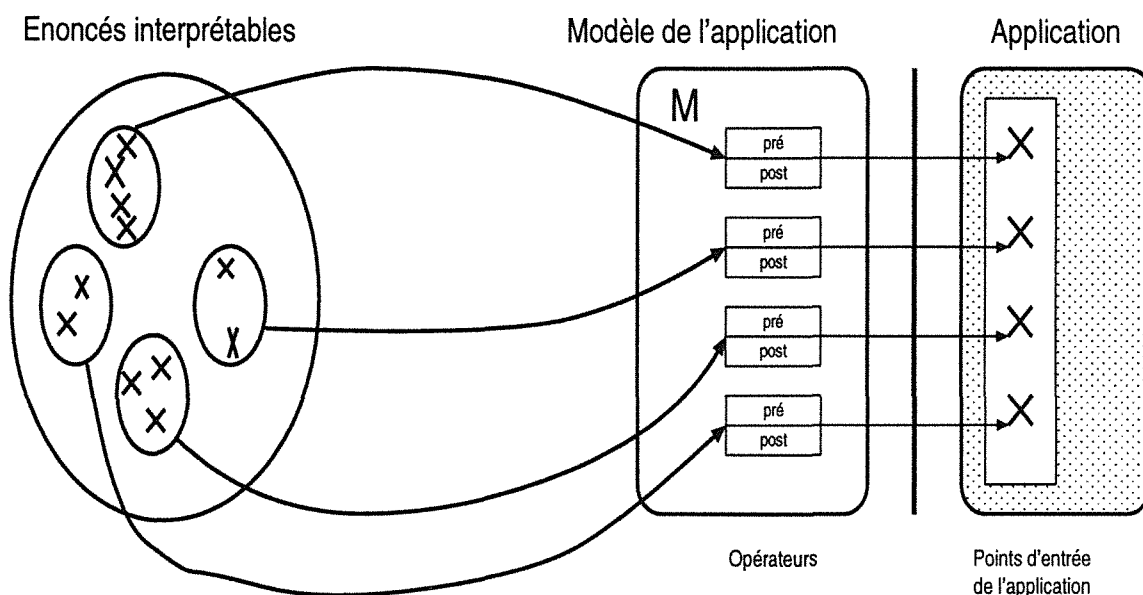 Enoncés interprétables
Modèle de l'application
Application
M
pré
post
pré
post
pré
post
pré
post
Opérateurs
Points d'entrée
de l'application